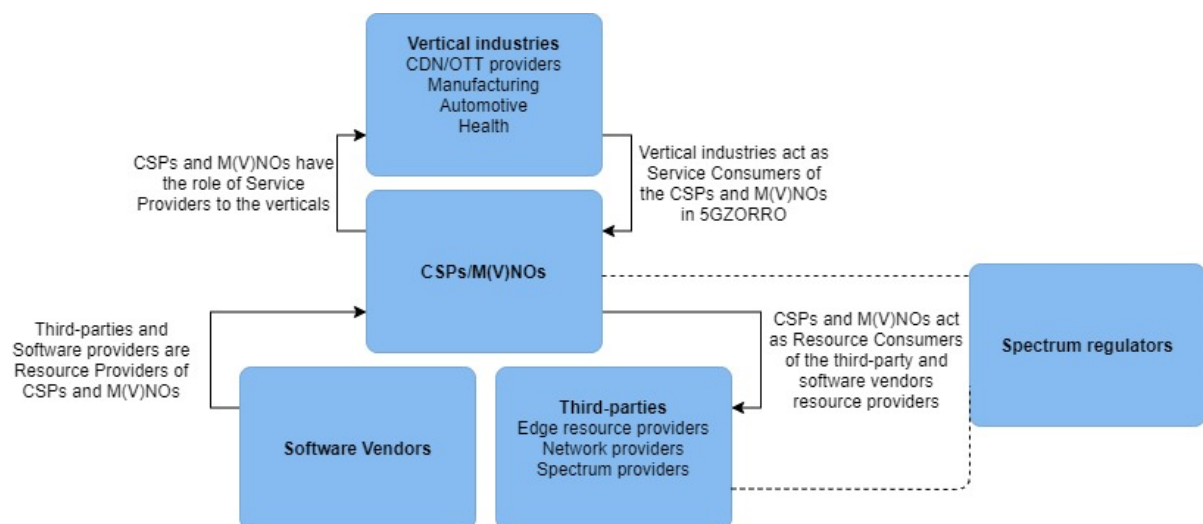 Vertical industries
CDN/OTT providers
Manufacturing
Automotive
Health
CSPs and M(V)NOs have
the role of Service
Providers to the verticals
Vertical industries act as
Service Consumers of
the CSPs and M(V)NOs
in 5GZORRO
CSPs/M(V)NOs
Third-parties and
Software providers are
Resource Providers of
CSPs and M(V)NOs
CSPs and M(V)NOs act
as Resource Consumers
of the third-party and
software vendors
resource providers
Spectrum regulators
Software Vendors
Third-parties
Edge resource providers
Network providers
Spectrum providers